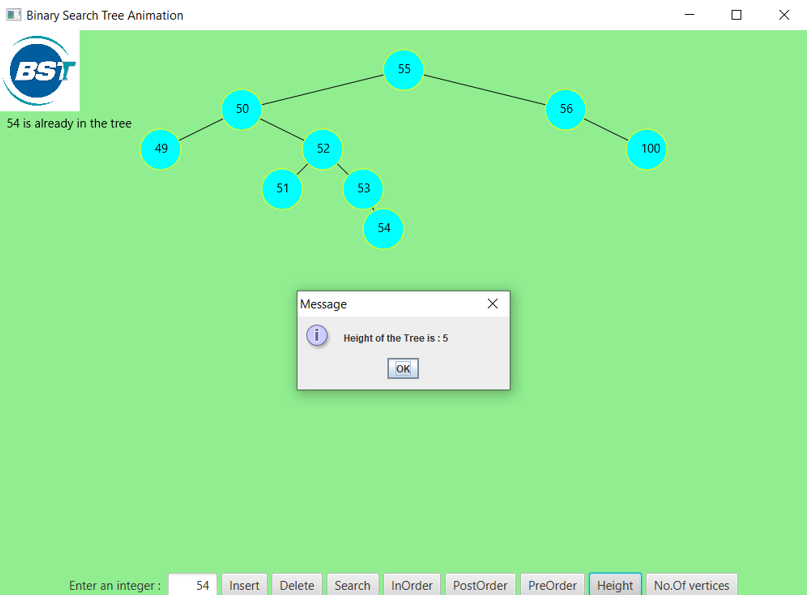 Binary Search Tree Animation
BST
54 is already in the tree
55
50
56
49
52
100
51
53
54
Message
Height of the Tree is : 5
OK
Enter an integer : 54 Insert Delete Search InOrder PostOrder PreOrder Height No.Of vertices